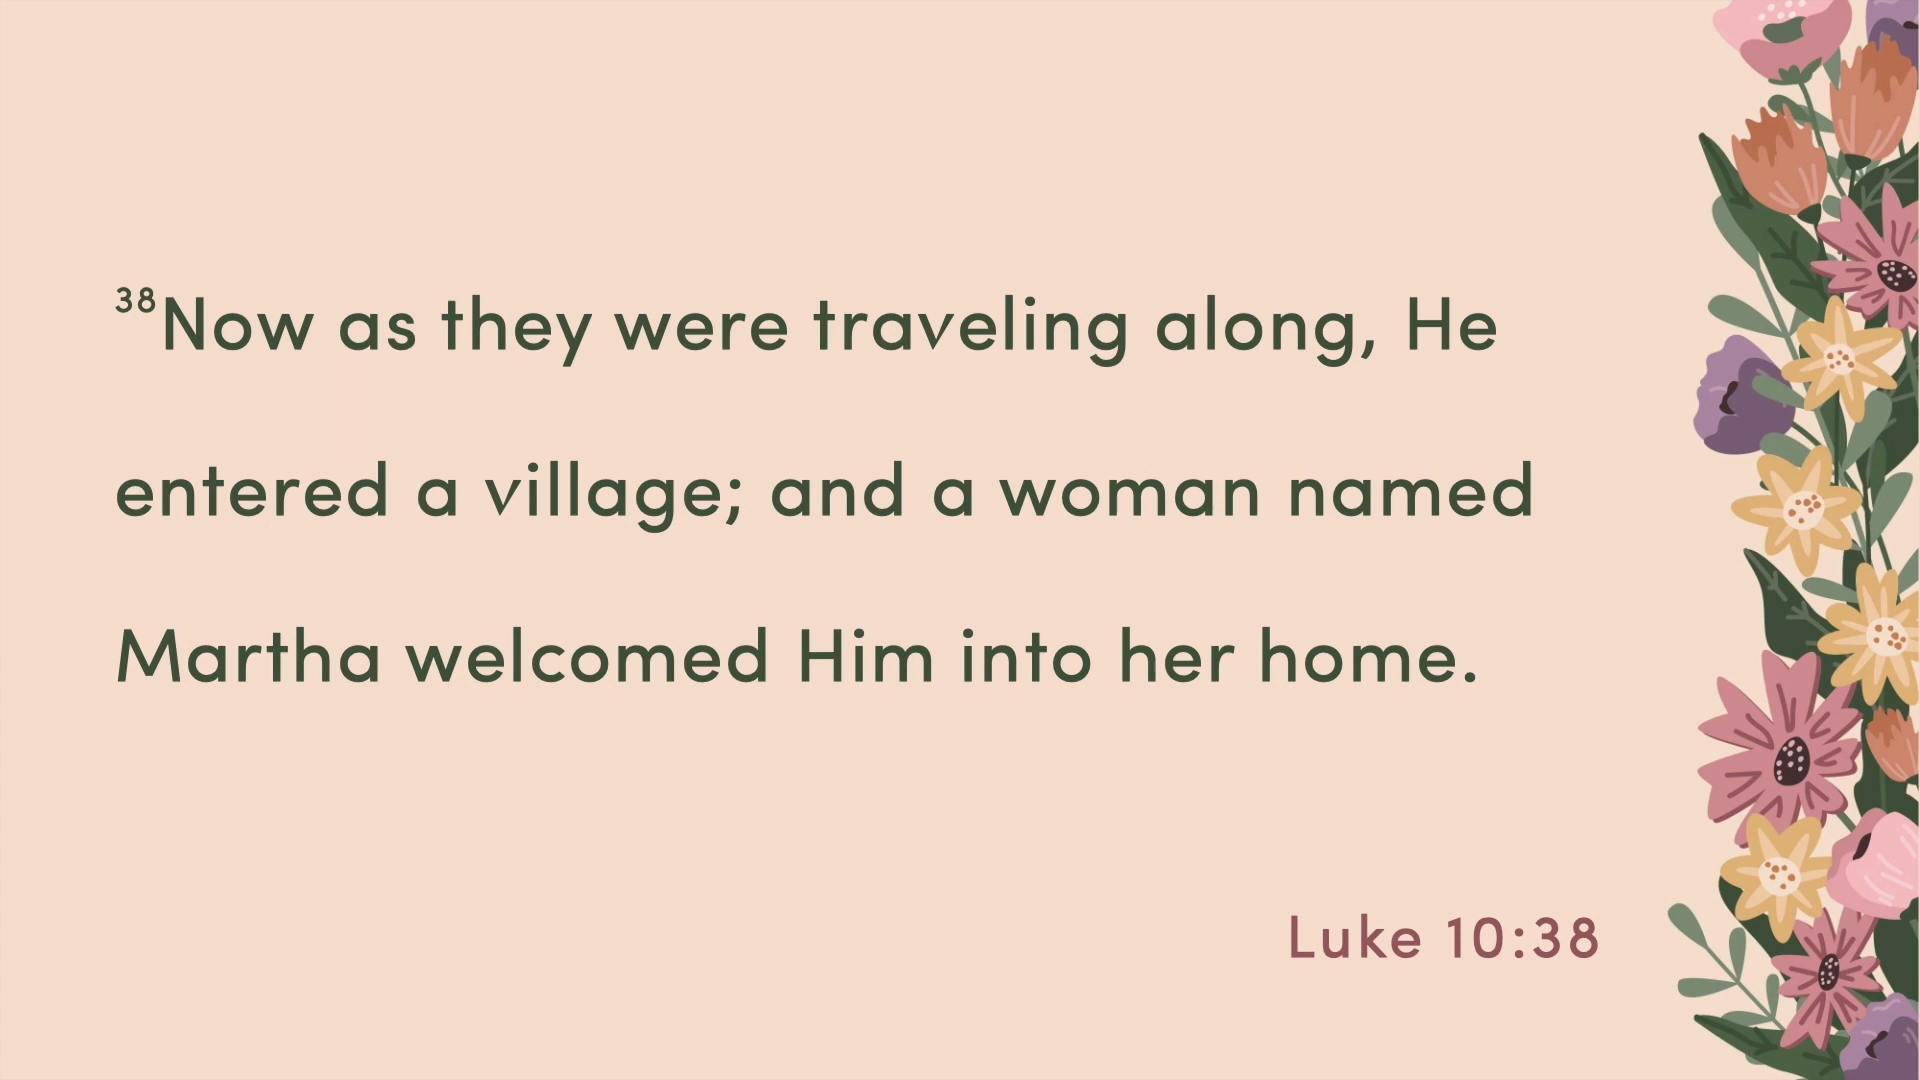 ³⁸Now as they were traveling along, He
entered a village; and a woman named
Martha welcomed Him into her home.
Luke 10:38